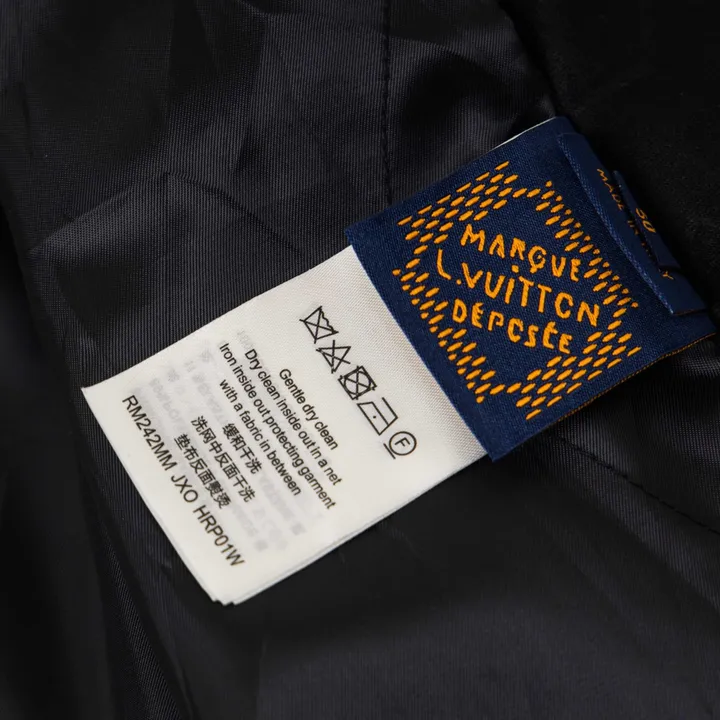 MARQUE
L.VUITTON
DÉPOSÉE
50
MADE
Gentle dry clean
Dry clean inside out in a net
Iron inside out protecting garment
with a fabric in between
缓和干洗
洗网中反面干洗
垫布反面熨烫
RM242MM JXO HRP01W
F